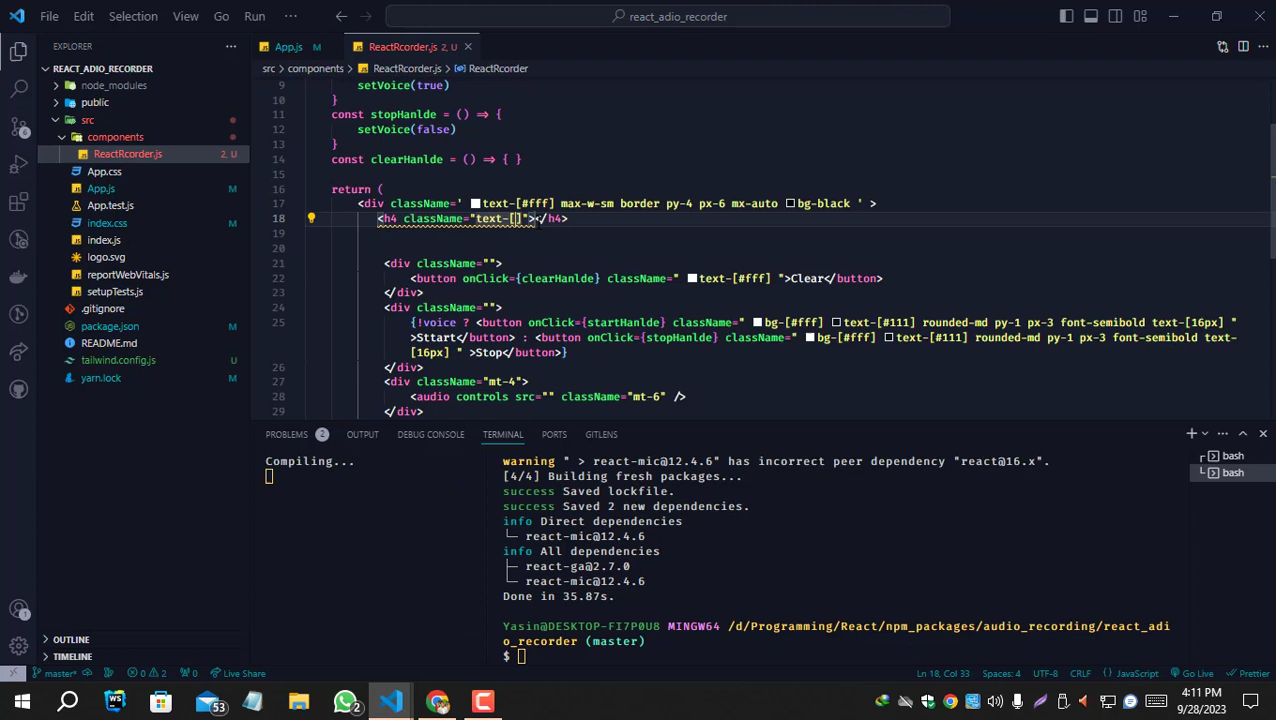 File Edit Selection View Go Run ··· react_adio_recorder
EXPLORER ···
App.js M
ReactRcorder.js 2, U
src > components > ReactRcorder.js > ReactRcorder
REACT_ADIO_RECORDER
node_modules
public
src
components
ReactRcorder.js 2, U
App.css
App.js M
App.test.js
index.css M
index.js
logo.svg
reportWebVitals.js
setupTests.js
.gitignore
package.json M
README.md
tailwind.config.js U
yarn.lock M
OUTLINE
TIMELINE
9 setVoice(true)
10 }
11 const stopHanlde = () => {
12 setVoice(false)
13 }
14 const clearHanlde = () => { }
15
16 return (
17 <div className=' text-[#fff] max-w-sm border py-4 px-6 mx-auto bg-black ' >
18 <h4 className="text-[]"></h4>
19
20
21 <div className="">
22 <button onClick={clearHanlde} className=" text-[#fff] ">Clear</button>
23 </div>
24 <div className="">
25 {!voice ? <button onClick={startHanlde} className=" bg-[#fff] text-[#111] rounded-md py-1 px-3 font-semibold text-[16px] "
>Sttart</button> : <button onClick={stopHanlde} className=" bg-[#fff] text-[#111] rounded-md py-1 px-3 font-semibold text-
[16px] " >Stop</button>}
26 </div>
27 <div className="mt-4">
28 <audio controls src="" className="mt-6" />
29 </div>
PROBLEMS 2 OUTPUT DEBUG CONSOLE TERMINAL PORTS GITLENS
Compiling...
warning " > react-mic@12.4.6" has incorrect peer dependency "react@16.x".
[4/4] Building fresh packages...
success Saved lockfile.
success Saved 2 new dependencies.
info Direct dependencies
└─ react-mic@12.4.6
info All dependencies
├─ react-ga@2.7.0
└─ react-mic@12.4.6
Done in 35.87s.
Yasin@DESKTOP-FI7P0U8 MINGW64 /d/Programming/React/npm_packages/audio_recording/react_adi
o_recorder (master)
$
bash
bash
6
1
master* 0 0 0 Live Share
Ln 18, Col 33 Spaces: 4 UTF-8 CRLF {} JavaScript Go Live Prettier
WS
53
2
4:11 PM
9/28/2023